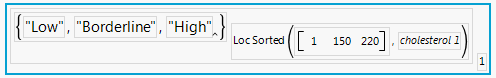 {"Low", "Borderline", "High"} Loc Sorted ([ 1 150 220 ], cholesterol 1) 1